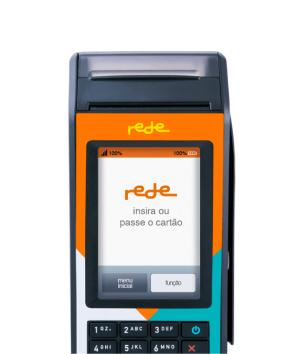 rede
100% 100%
rede
insira ou
passe o cartão
menu
inicial
função
1 QZ. 2 ABC 3 DEF
4 GHI 5 JKL 6 MNO X